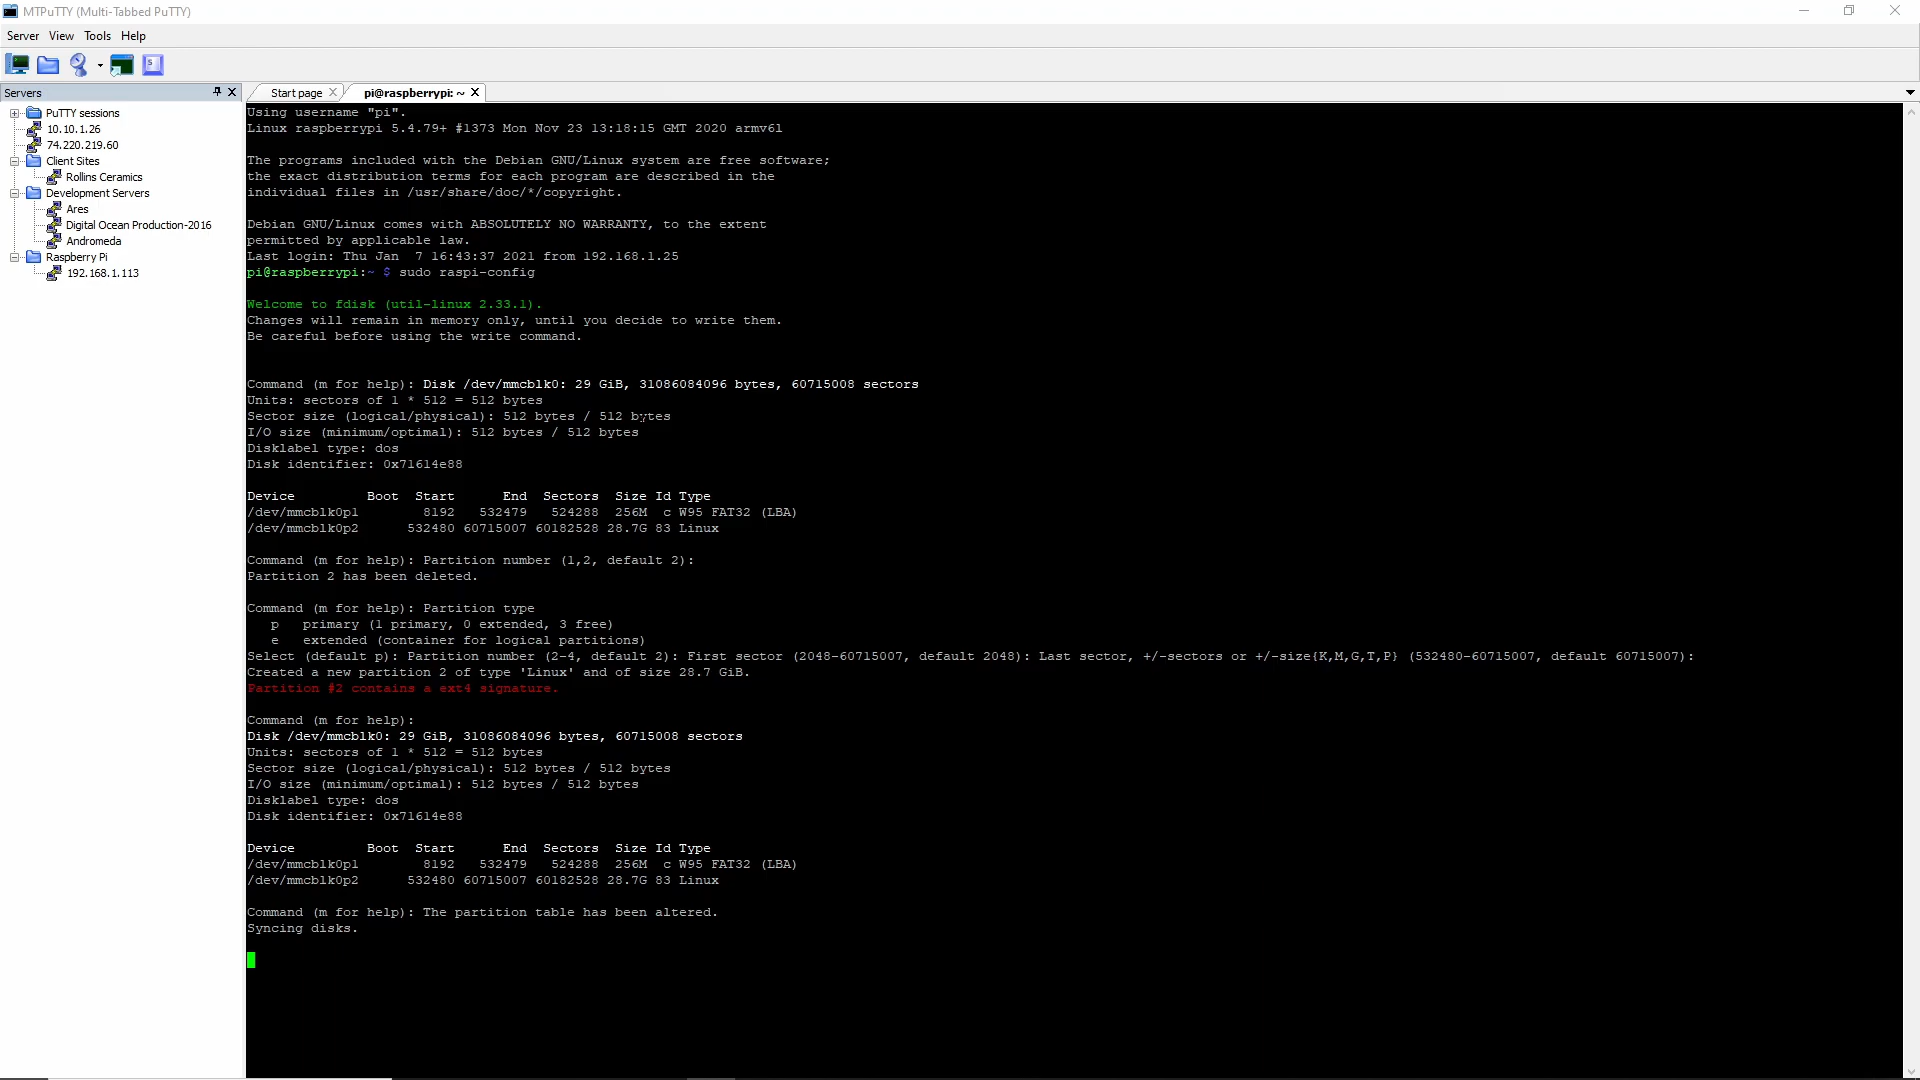 MTPuTTY (Multi-Tabbed PuTTY)
Server View Tools Help
Servers
PuTTY sessions
10.10.1.26
74.220.219.60
Client Sites
Rollins Ceramics
Development Servers
Ares
Digital Ocean Production-2016
Andromeda
Raspberry Pi
192.168.1.113
Start page
pi@raspberrypi: ~
Using username "pi".
Linux raspberrypi 5.4.79+ #1373 Mon Nov 23 13:18:15 GMT 2020 armv6l
The programs included with the Debian GNU/Linux system are free software;
the exact distribution terms for each program are described in the
individual files in /usr/share/doc/*/copyright.
Debian GNU/Linux comes with ABSOLUTELY NO WARRANTY, to the extent
permitted by applicable law.
Last login: Thu Jan  7 16:43:37 2021 from 192.168.1.25
pi@raspberrypi:~ $ sudo raspi-config
Welcome to fdisk (util-linux 2.33.1).
Changes will remain in memory only, until you decide to write them.
Be careful before using the write command.
Command (m for help): Disk /dev/mmcblk0: 29 GiB, 31086084096 bytes, 60715008 sectors
Units: sectors of 1 * 512 = 512 bytes
Sector size (logical/physical): 512 bytes / 512 bytes
I/O size (minimum/optimal): 512 bytes / 512 bytes
Disklabel type: dos
Disk identifier: 0x71614e88
Device         Boot  Start      End  Sectors  Size Id Type
/dev/mmcblk0p1        8192   532479   524288  256M  c W95 FAT32 (LBA)
/dev/mmcblk0p2      532480 60715007 60182528 28.7G 83 Linux
Command (m for help): Partition number (1,2, default 2):
Partition 2 has been deleted.
Command (m for help): Partition type
p   primary (1 primary, 0 extended, 3 free)
e   extended (container for logical partitions)
Select (default p): Partition number (2-4, default 2): First sector (2048-60715007, default 2048): Last sector, +/-sectors or +/-size{K,M,G,T,P} (532480-60715007, default 60715007):
Created a new partition 2 of type 'Linux' and of size 28.7 GiB.
Partition #2 contains a ext4 signature.
Command (m for help):
Disk /dev/mmcblk0: 29 GiB, 31086084096 bytes, 60715008 sectors
Units: sectors of 1 * 512 = 512 bytes
Sector size (logical/physical): 512 bytes / 512 bytes
I/O size (minimum/optimal): 512 bytes / 512 bytes
Disklabel type: dos
Disk identifier: 0x71614e88
Device         Boot  Start      End  Sectors  Size Id Type
/dev/mmcblk0p1        8192   532479   524288  256M  c W95 FAT32 (LBA)
/dev/mmcblk0p2      532480 60715007 60182528 28.7G 83 Linux
Command (m for help): The partition table has been altered.
Syncing disks.